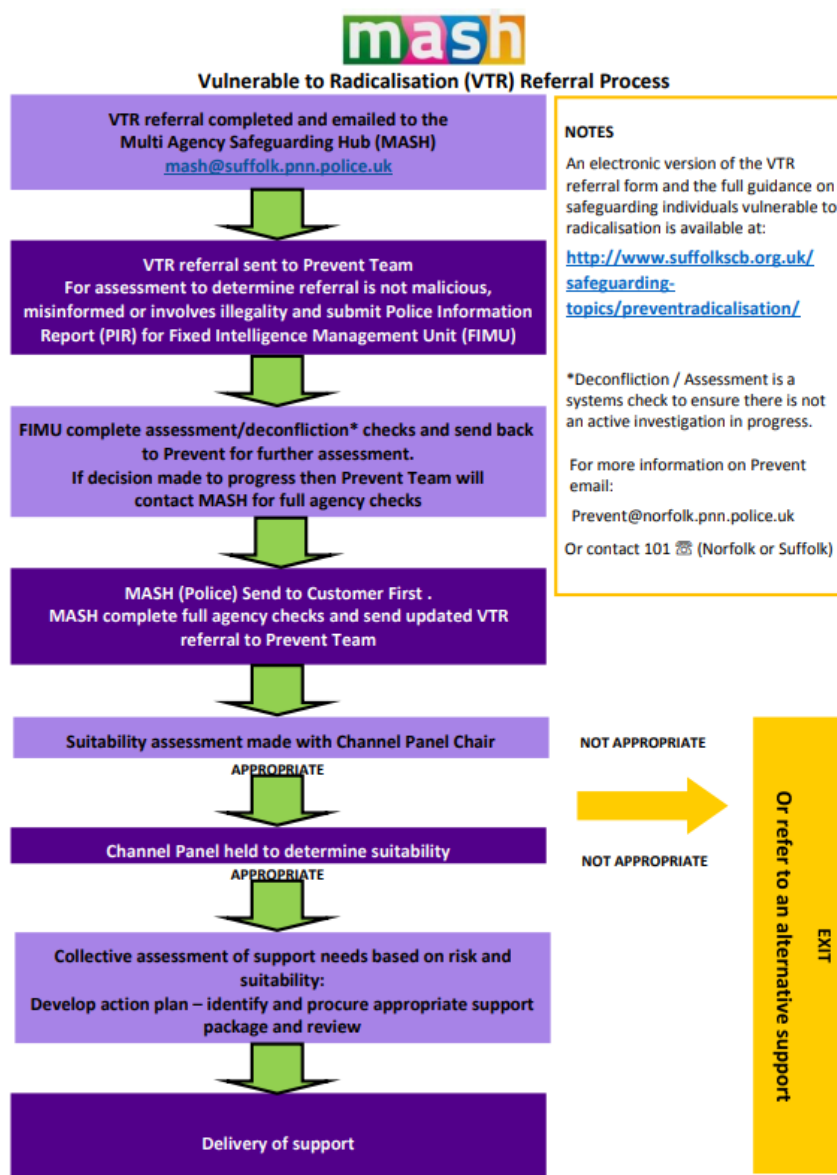 mash
Vulnerable to Radicalisation (VTR) Referral Process
VTR referral completed and emailed to the
Multi Agency Safeguarding Hub (MASH)
mash@suffolk.pnn.police.uk
VTR referral sent to Prevent Team
For assessment to determine referral is not malicious,
misinformed or involves illegality and submit Police Information
Report (PIR) for Fixed Intelligence Management Unit (FIMU)
FIMU complete assessment/deconfliction* checks and send back
to Prevent for further assessment.
If decision made to progress then Prevent Team will
contact MASH for full agency checks
MASH (Police) Send to Customer First .
MASH complete full agency checks and send updated VTR
referral to Prevent Team
Suitability assessment made with Channel Panel Chair
APPROPRIATE
Channel Panel held to determine suitability
APPROPRIATE
Collective assessment of support needs based on risk and
suitability:
Develop action plan – identify and procure appropriate support
package and review
Delivery of support
NOTES
An electronic version of the VTR
referral form and the full guidance on
safeguarding individuals vulnerable to
radicalisation is available at:
http://www.suffolkscb.org.uk/
safeguarding-
topics/preventradicalisation/
*Deconfliction / Assessment is a
systems check to ensure there is not
an active investigation in progress.
For more information on Prevent
email:
Prevent@norfolk.pnn.police.uk
Or contact 101 ☏ (Norfolk or Suffolk)
NOT APPROPRIATE
NOT APPROPRIATE
EXIT
Or refer to an alternative support